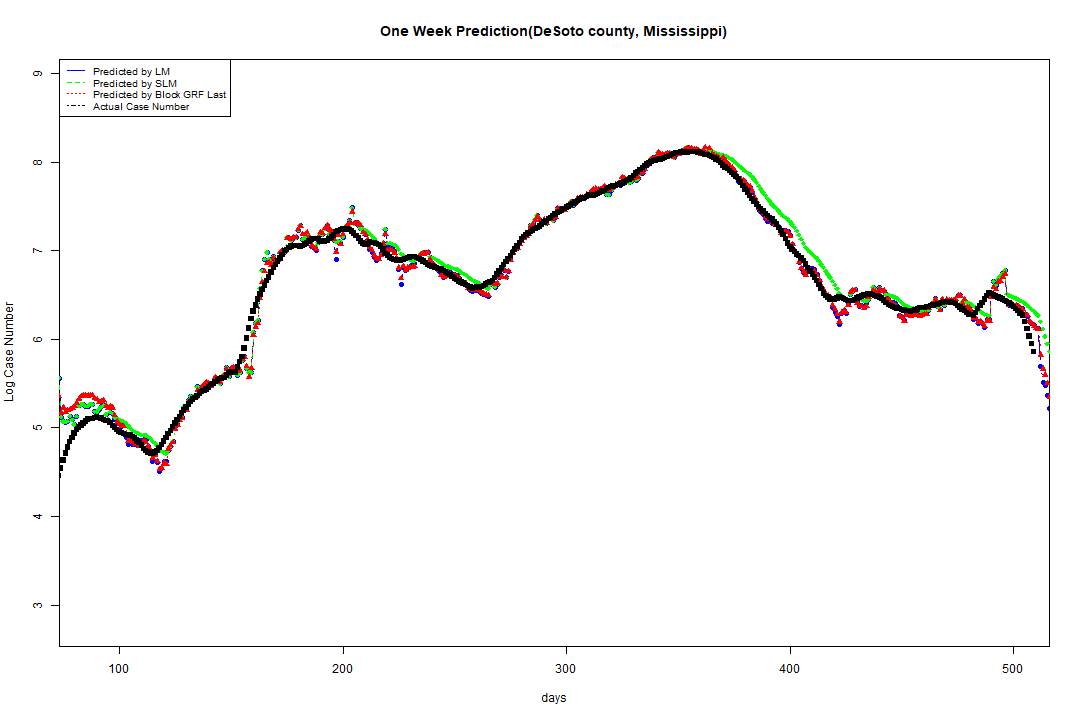 One Week Prediction(DeSoto county, Mississippi)
Predicted by LM
Predicted by SLM
Predicted by Block GRF Last
Actual Case Number
9
8
7
6
5
4
3
Log Case Number
100 200 300 400 500
days